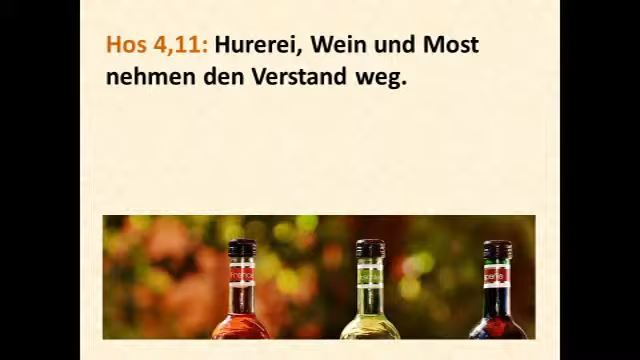 Hos 4,11: Hurerei, Wein und Most
nehmen den Verstand weg.